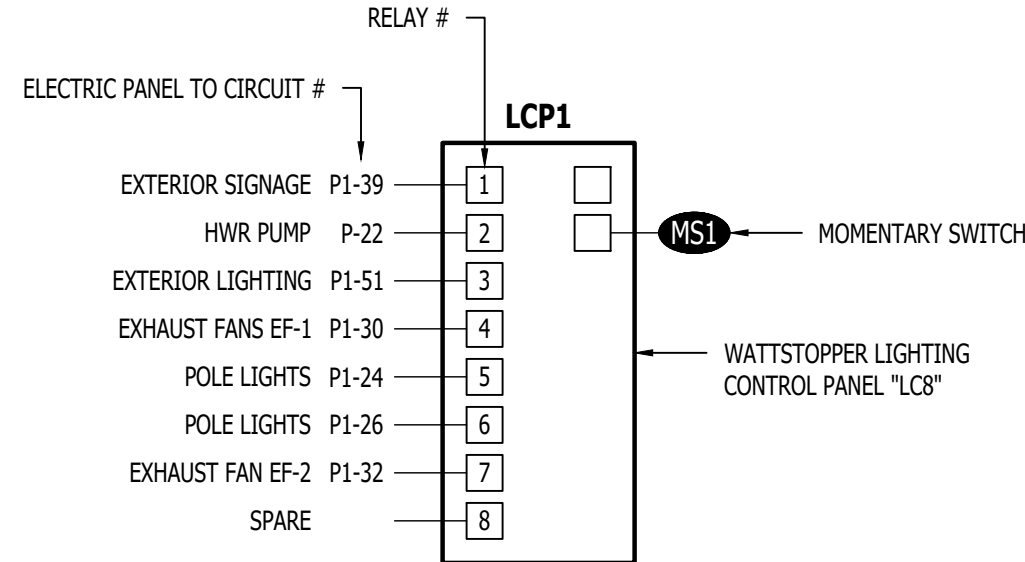 RELAY #
ELECTRIC PANEL TO CIRCUIT #
LCP1
EXTERIOR SIGNAGE P1-39 1
HWR PUMP P-22 2 MS1 MOMENTARY SWITCH
EXTERIOR LIGHTING P1-51 3
EXHAUST FANS EF-1 P1-30 4
WATTSTOPPER LIGHTING
CONTROL PANEL "LC8"
POLE LIGHTS P1-24 5
POLE LIGHTS P1-26 6
EXHAUST FAN EF-2 P1-32 7
SPARE 8